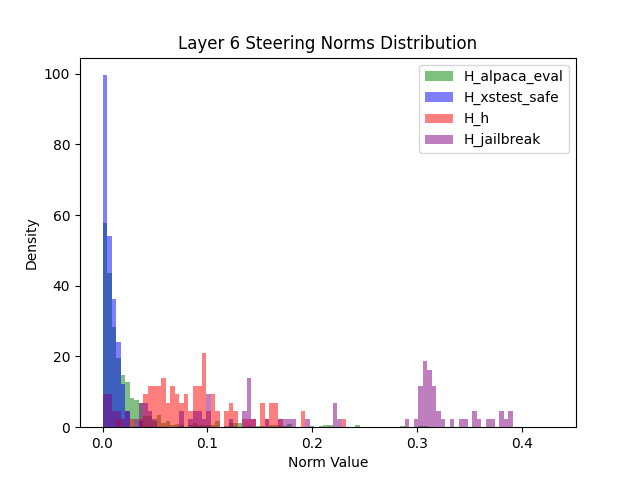 Layer 6 Steering Norms Distribution
H_alpaca_eval
H_xstest_safe
H_h
H_jailbreak
Density
100
80
60
40
20
0
0.0 0.1 0.2 0.3 0.4
Norm Value